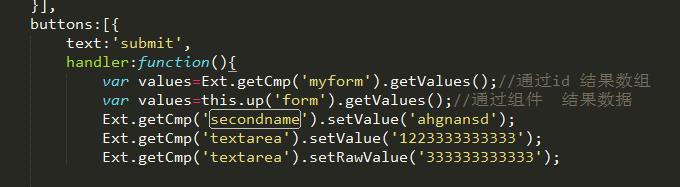 }],
buttons:[{
text:'submit',
handler:function(){
var values=Ext.getCmp('myform').getValues();//通过id 结果数组
var values=this.up('form').getValues();//通过组件  结果数据
Ext.getCmp('secondname').setValue('ahgnansd');
Ext.getCmp('textarea').setValue('1223333333333');
Ext.getCmp('textarea').setRawValue('333333333333');